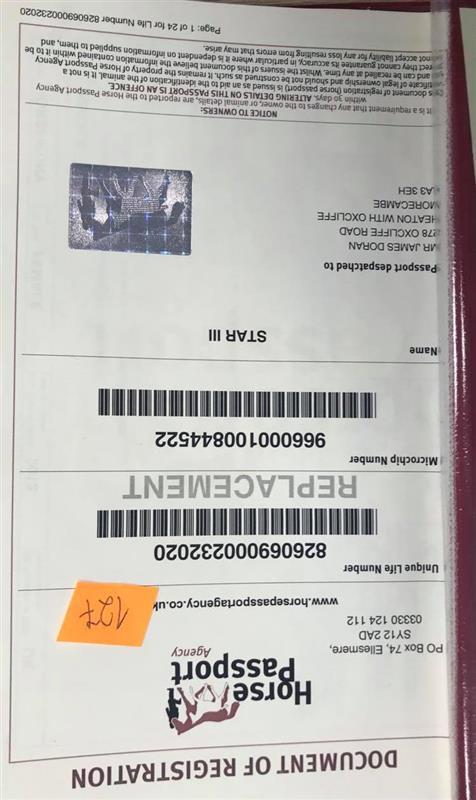 DOCUMENT OF REGISTRATION
Horse
Passport
Agency
PO Box 74, Ellesmere,
SY12 2AD
03330 124 112
www.horsepassportagency.co.uk
127
Unique Life Number
826069000232020
REPLACEMENT
Microchip Number
966000100844522
Name
STAR III
Passport despatched to
MR JAMES DORAN
278 OXCLIFFE ROAD
HEATON WITH OXCLIFFE
MORECAMBE
LA3 3EH
NOTICE TO OWNERS:
It is a requirement that any changes to the owner, or animal details, are reported to the Horse Passport Agency
within 30 days. ALTERING DETAILS ON THIS PASSPORT IS AN OFFENCE
This document of registration (horse passport) is issued as an aid to the identification of the animal. It is not a
certificate of legal ownership and should not be construed as such. It remains the property of Horse Passport Agency
and can be recalled at any time. Whilst the issuers of this document believe the information contained within it to be
correct they cannot guarantee its accuracy, in particular where it is dependent on information supplied to them, and
cannot accept liability for any loss resulting from errors that may arise.
Page: 1 of 24 for Life Number 826069000232020